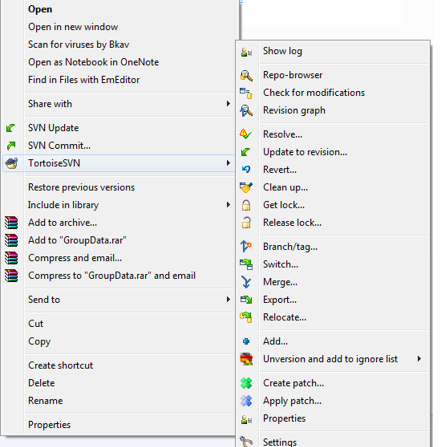 Open
Open in new window
Scan for viruses by Bkav
Open as Notebook in OneNote
Find in Files with EmEditor
Share with
SVN Update
SVN Commit...
TortoiseSVN
Restore previous versions
Include in library
Add to archive...
Add to "GroupData.rar"
Compress and email...
Compress to "GroupData.rar" and email
Send to
Cut
Copy
Create shortcut
Delete
Rename
Properties
Show log
Repo-browser
Check for modifications
Revision graph
Resolve...
Update to revision...
Revert...
Clean up...
Get lock...
Release lock...
Branch/tag...
Switch...
Merge...
Export...
Relocate...
Add...
Unversion and add to ignore list
Create patch...
Apply patch...
Properties
Settings